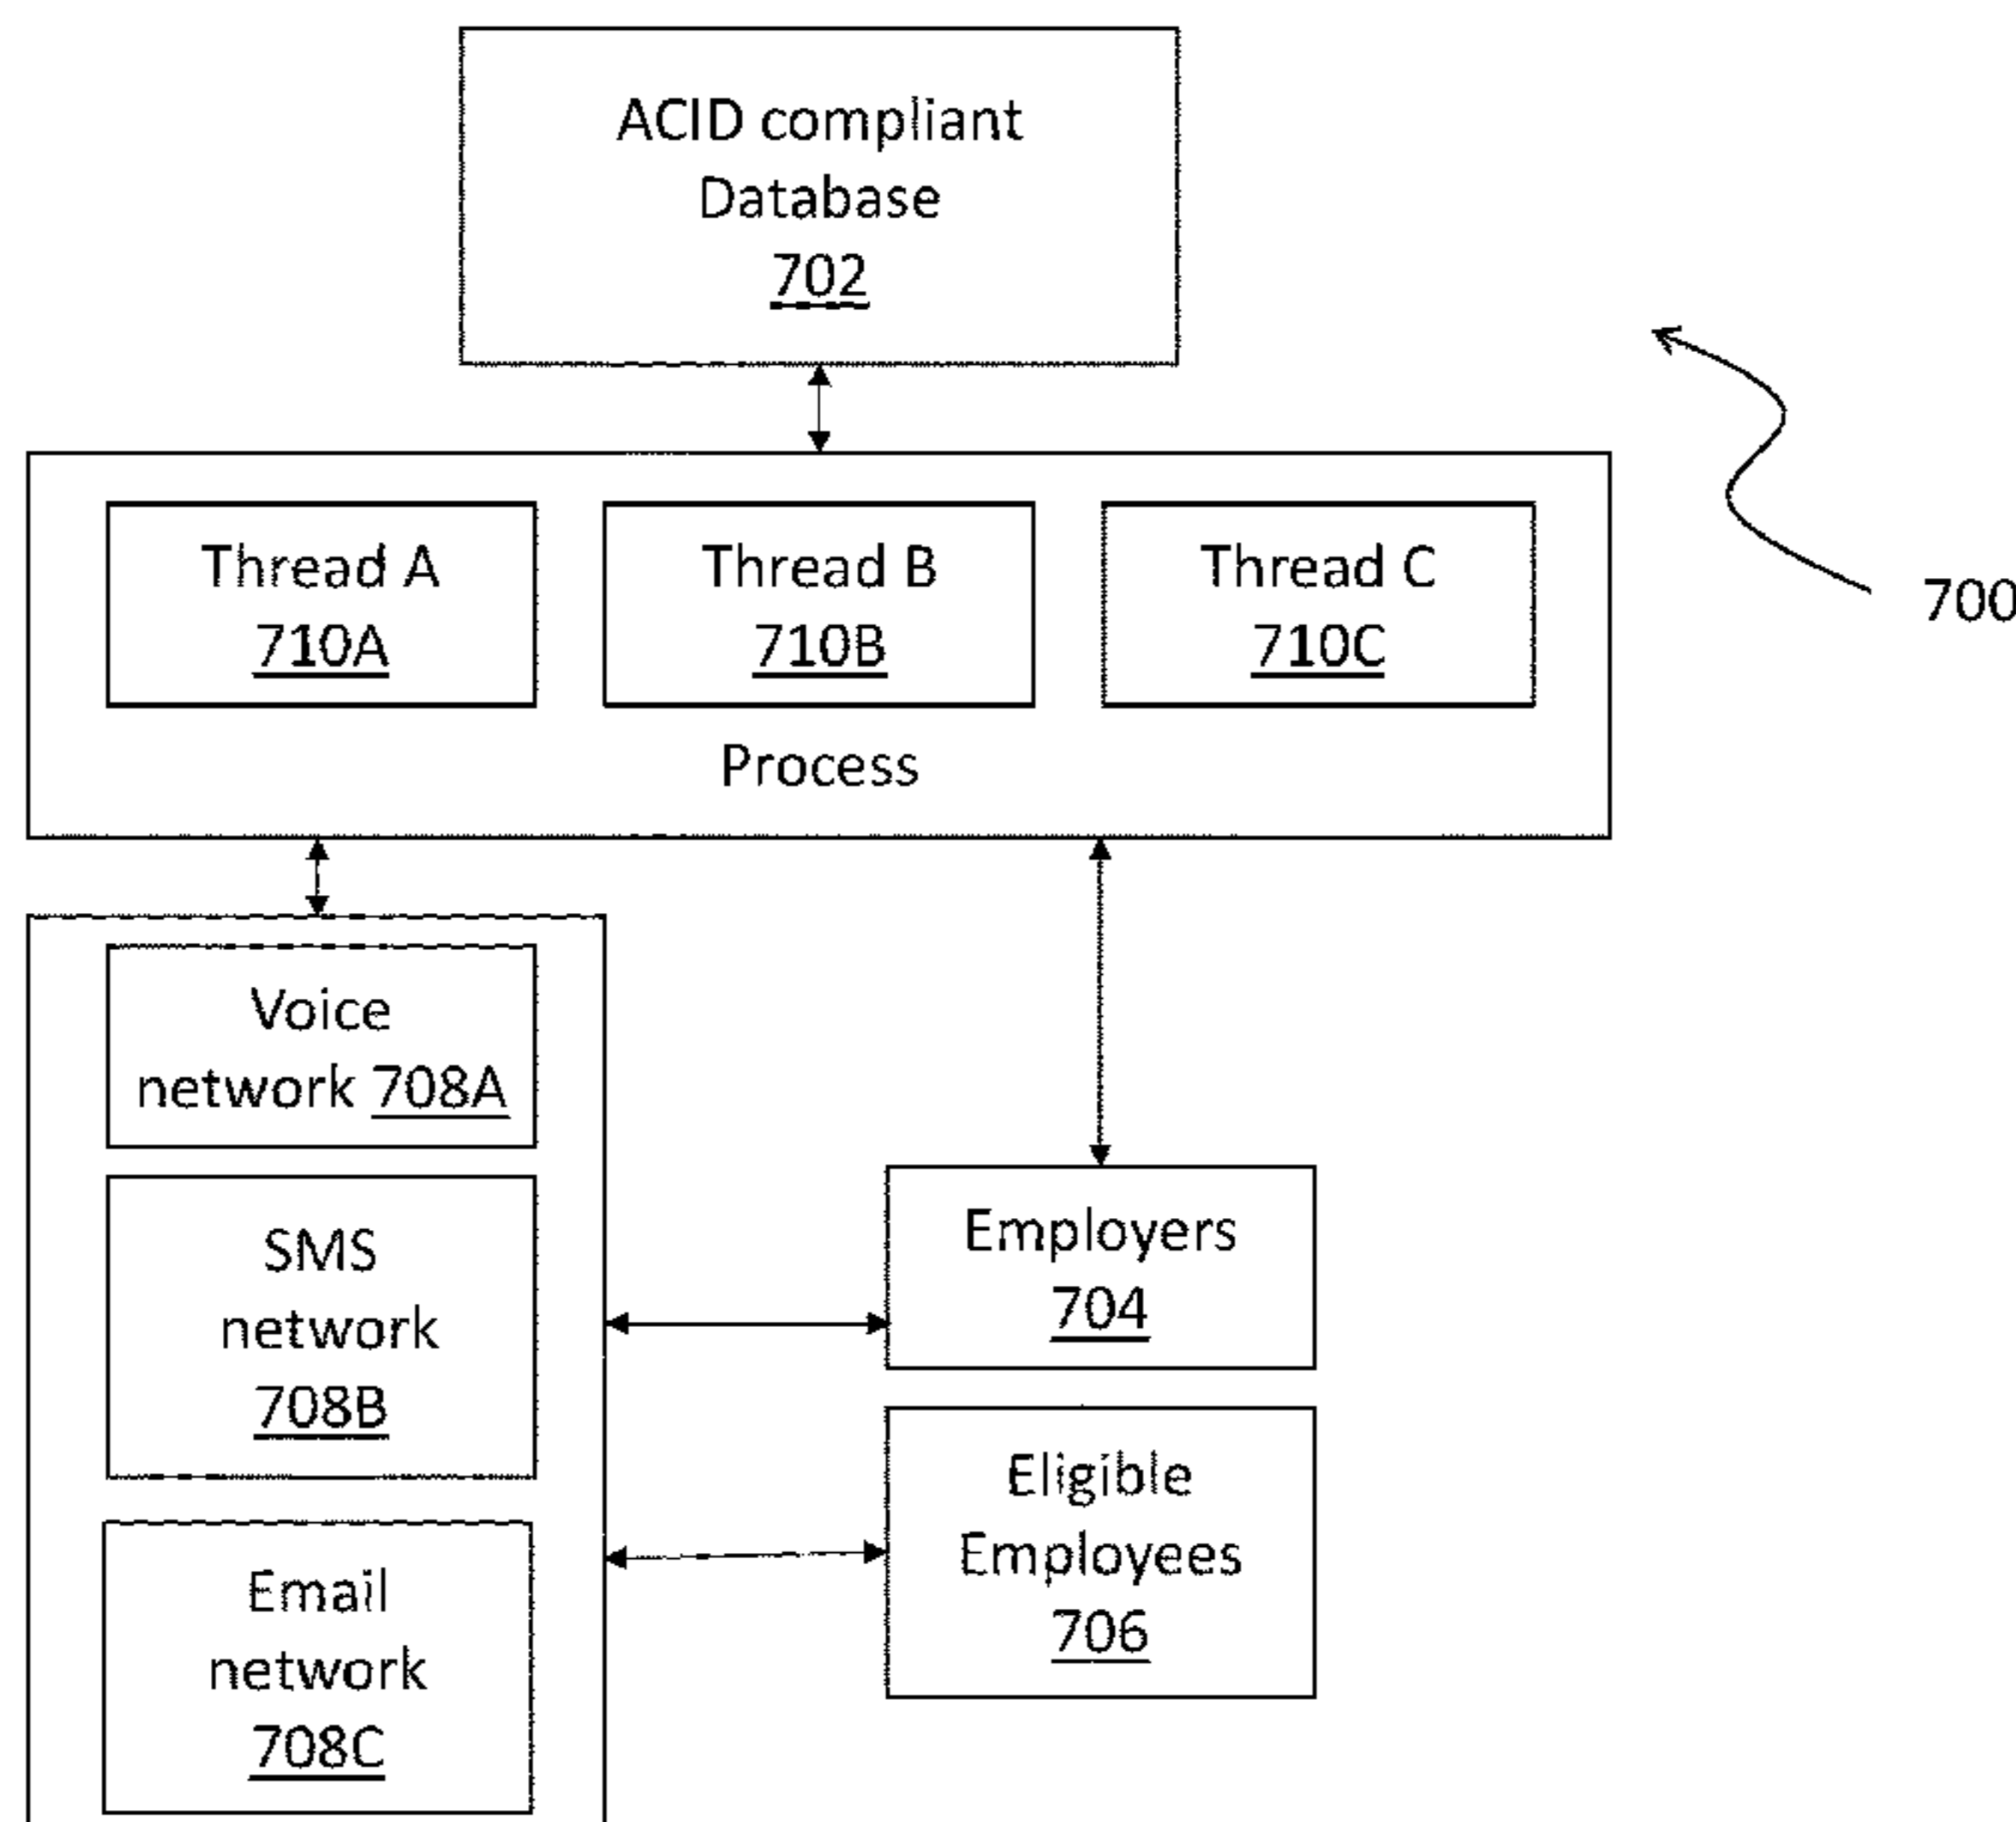 ACID compliant
Database
702
Thread A
710A
Thread B
710B
Thread C
710C
Process
700
Voice
network 708A
SMS
network
708B
Email
network
708C
Employers
704
Eligible
Employees
706